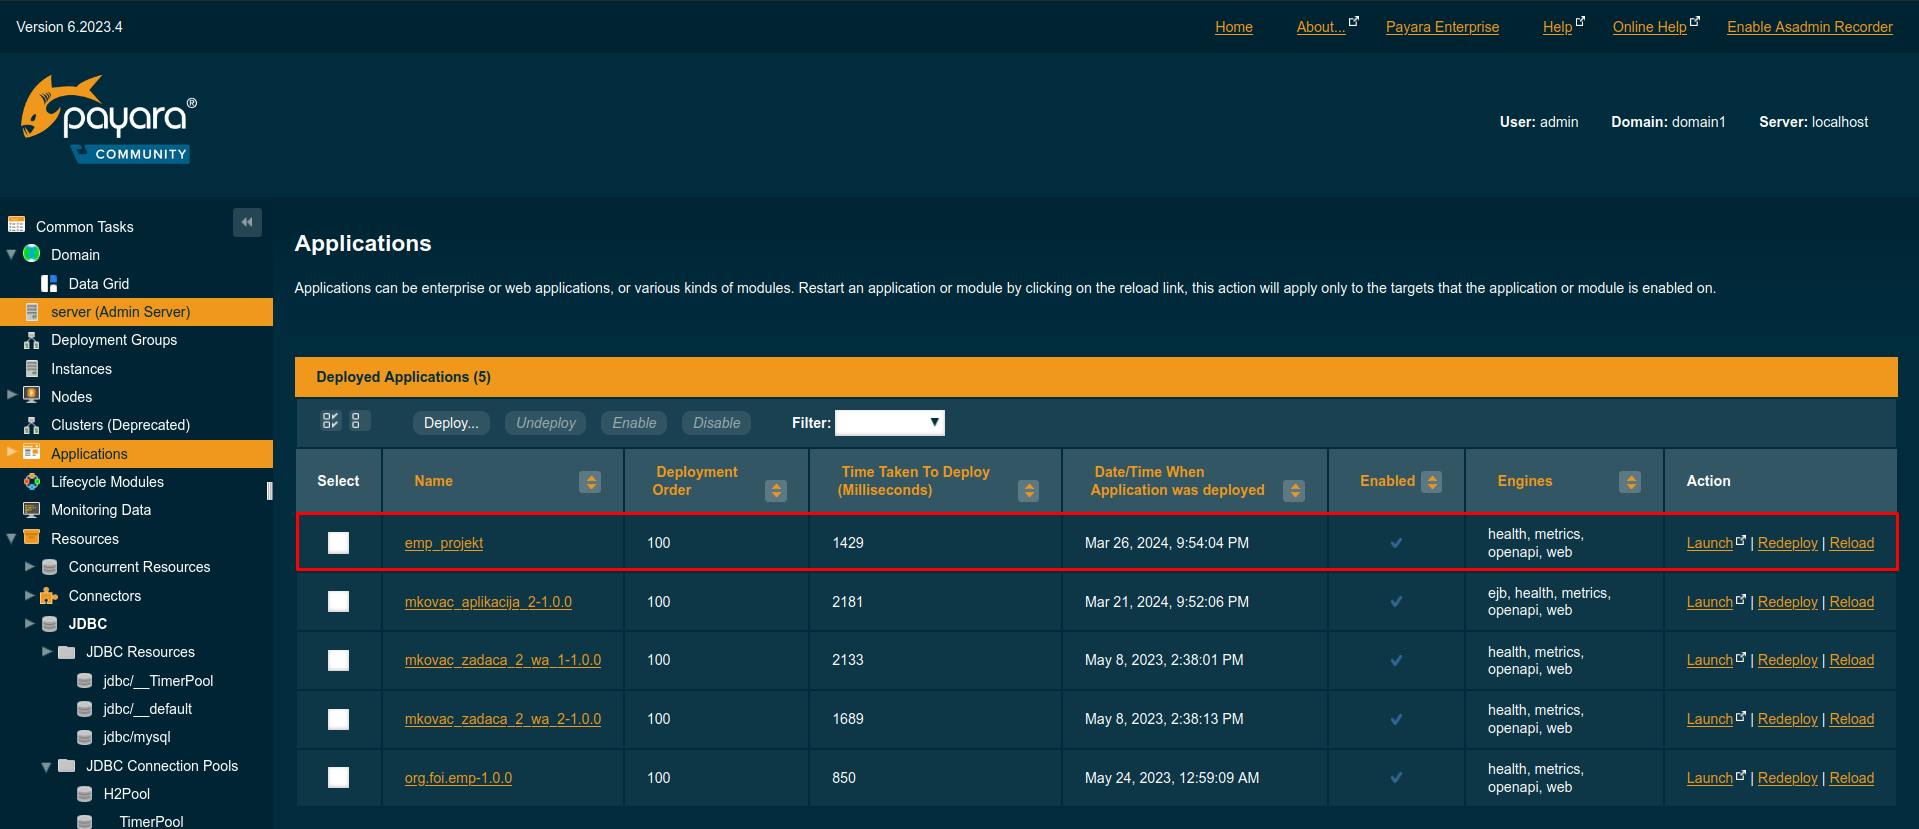 Version 6.2023.4
Home About... Payara Enterprise Help Online Help Enable Asadmin Recorder
payara®
COMMUNITY
User: admin Domain: domain1 Server: localhost
Common Tasks
Domain
Data Grid
server (Admin Server)
Deployment Groups
Instances
Nodes
Clusters (Deprecated)
Applications
Lifecycle Modules
Monitoring Data
Resources
Concurrent Resources
Connectors
JDBC
JDBC Resources
jdbc/__TimerPool
jdbc/__default
jdbc/mysql
JDBC Connection Pools
H2Pool
__TimerPool
Applications
Applications can be enterprise or web applications, or various kinds of modules. Restart an application or module by clicking on the reload link, this action will apply only to the targets that the application or module is enabled on.
Deployed Applications (5)
Deploy... Undeploy Enable Disable Filter:
Select Name Deployment Order Time Taken To Deploy (Milliseconds) Date/Time When Application was deployed Enabled Engines Action
emp_projekt 100 1429 Mar 26, 2024, 9:54:04 PM health, metrics, openapi, web Launch | Redeploy | Reload
mkovac_aplikacija_2-1.0.0 100 2181 Mar 21, 2024, 9:52:06 PM ejb, health, metrics, openapi, web Launch | Redeploy | Reload
mkovac_zadaca_2_wa_1-1.0.0 100 2133 May 8, 2023, 2:38:01 PM health, metrics, openapi, web Launch | Redeploy | Reload
mkovac_zadaca_2_wa_2-1.0.0 100 1689 May 8, 2023, 2:38:13 PM health, metrics, openapi, web Launch | Redeploy | Reload
org.foi.emp-1.0.0 100 850 May 24, 2023, 12:59:09 AM health, metrics, openapi, web Launch | Redeploy | Reload